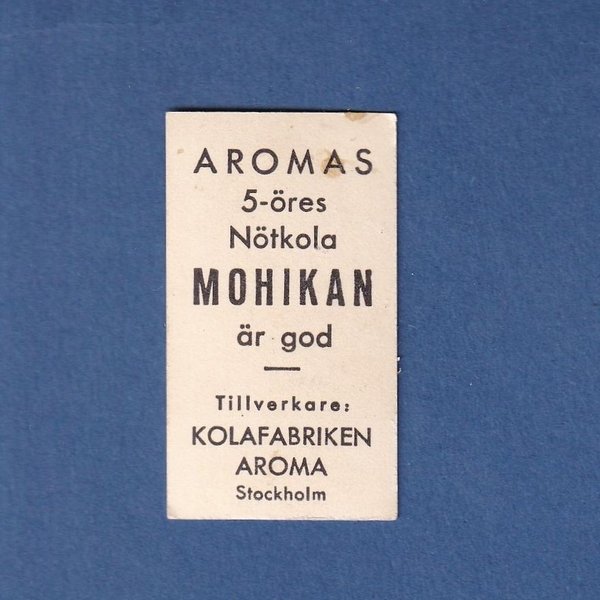 AROMAS
5-öres
Nötkola
MOHIKAN
är god
Tillverkare:
KOLAFABRIKEN
AROMA
Stockholm